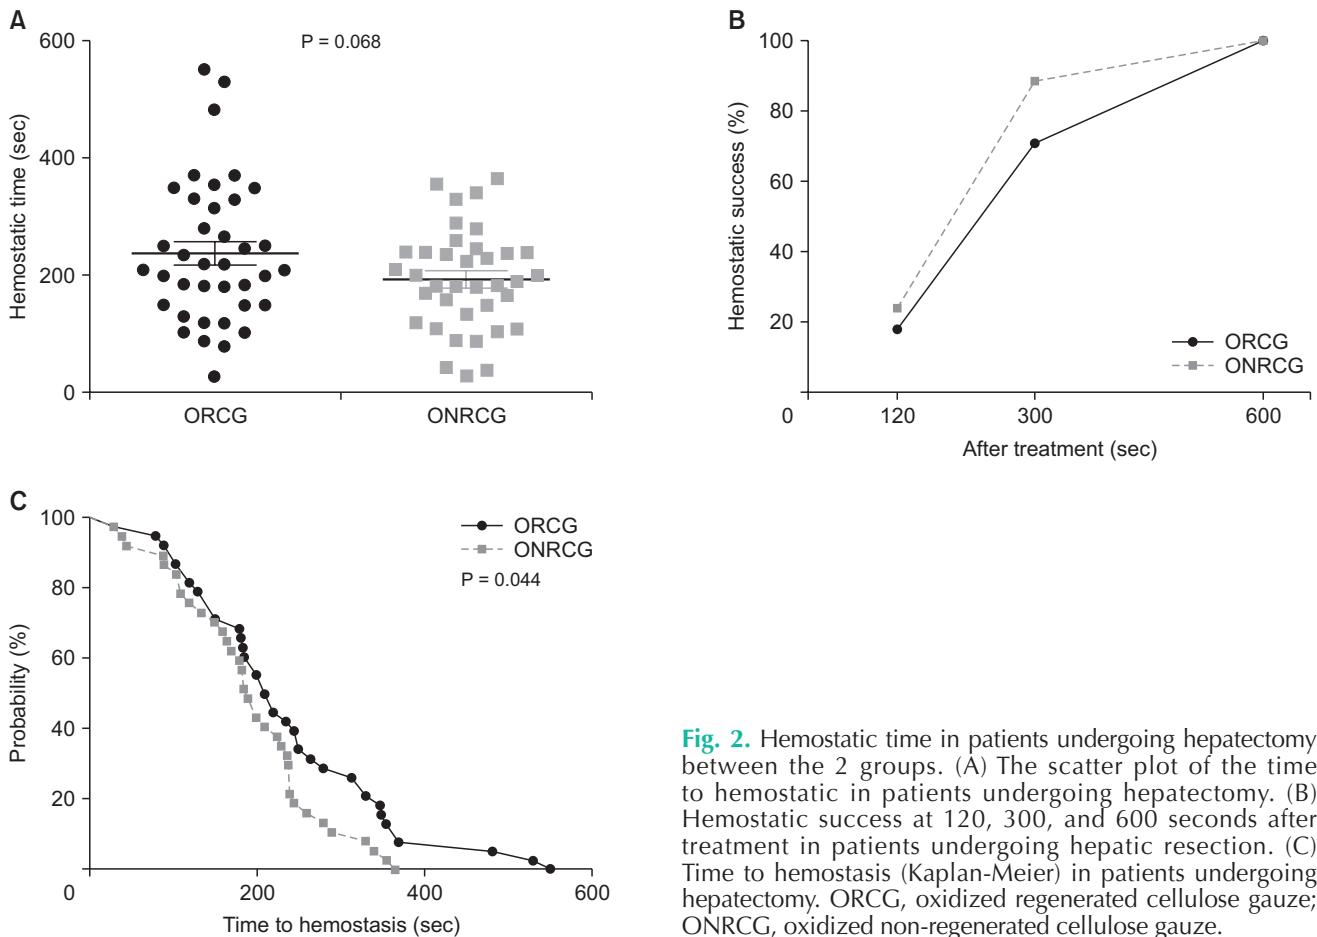 A
600
400
200
0
Hemostatic time (sec)
P = 0.068
ORCG
ONRCG
B
100
80
60
40
20
0
Hemostatic success (%)
120
300
600
After treatment (sec)
ORCG
ONRCG
C
100
80
60
40
20
0
Probability (%)
200
400
600
Time to hemostasis (sec)
ORCG
ONRCG
P = 0.044
Fig. 2. Hemostatic time in patients undergoing hepatectomy
between the 2 groups. (A) The scatter plot of the time
to hemostatic in patients undergoing hepatectomy. (B)
Hemostatic success at 120, 300, and 600 seconds after
treatment in patients undergoing hepatic resection. (C)
Time to hemostasis (Kaplan-Meier) in patients undergoing
hepatectomy. ORCG, oxidized regenerated cellulose gauze;
ONRCG, oxidized non-regenerated cellulose gauze.